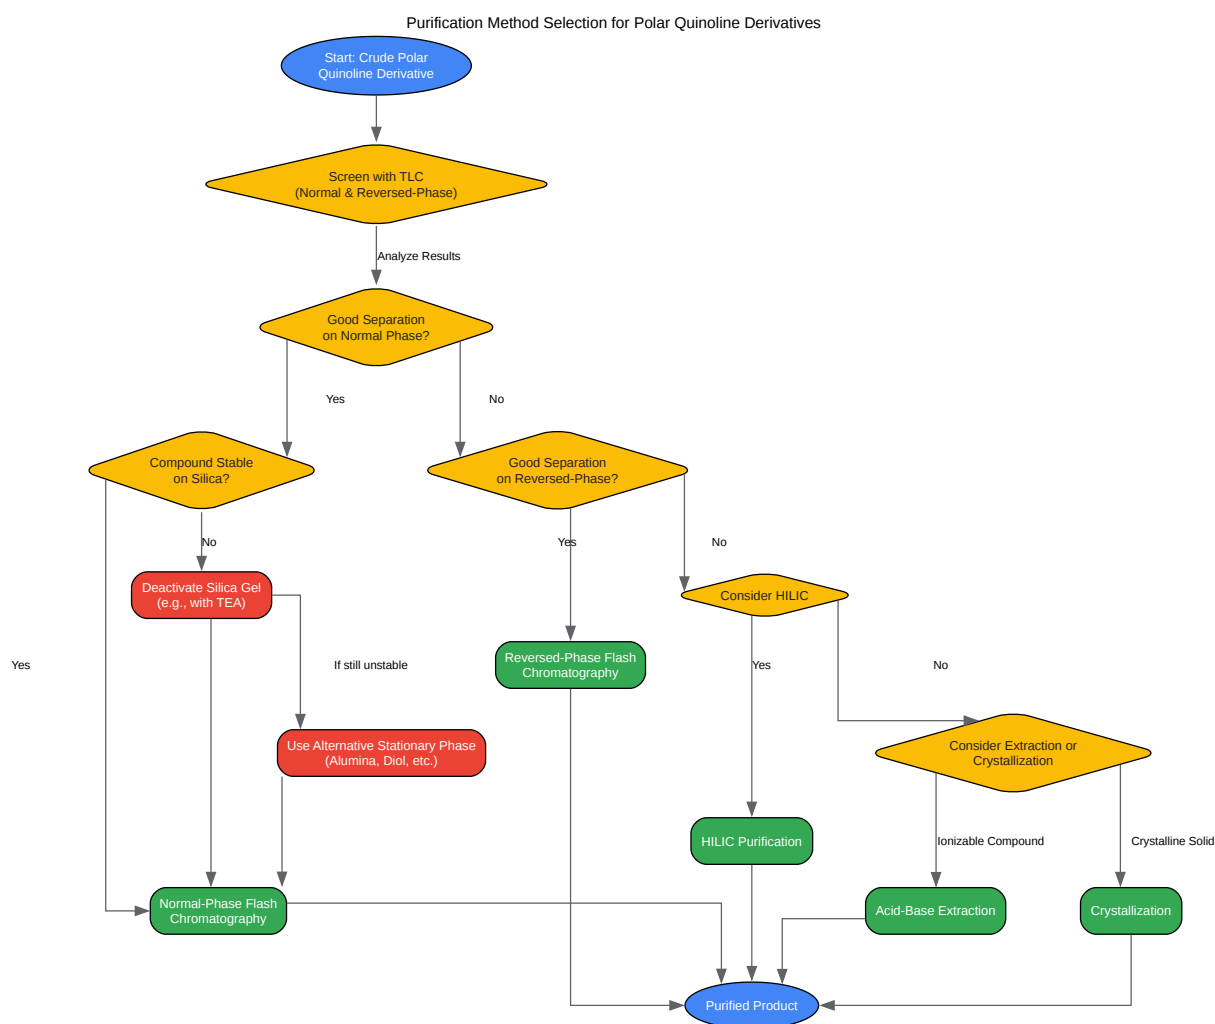 Purification Method Selection for Polar Quinoline Derivatives
Start: Crude Polar
Quinoline Derivative
Screen with TLC
(Normal & Reversed-Phase)
Analyze Results
Good Separation
on Normal Phase?
Yes
No
Compound Stable
on Silica?
Good Separation
on Reversed-Phase?
No
Yes
No
Deactivate Silica Gel
(e.g., with TEA)
Consider HILIC
Yes
If still unstable
Reversed-Phase Flash
Chromatography
Yes
No
Use Alternative Stationary Phase
(Alumina, Diol, etc.)
Consider Extraction or
Crystallization
HILIC Purification
Ionizable Compound
Crystalline Solid
Normal-Phase Flash
Chromatography
Acid-Base Extraction
Crystallization
Purified Product